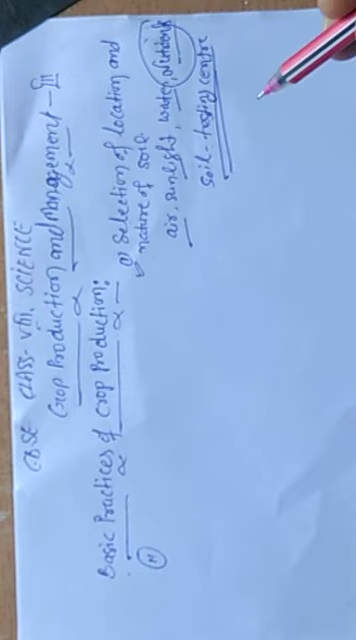 CBSE CLASS- VIII, SCIENCE
Crop Production and Management - II
Basic Practices of Crop Production:
① Selection of location and
nature of soil.
air, sunlight, water, nutrients
Soil-testing centre